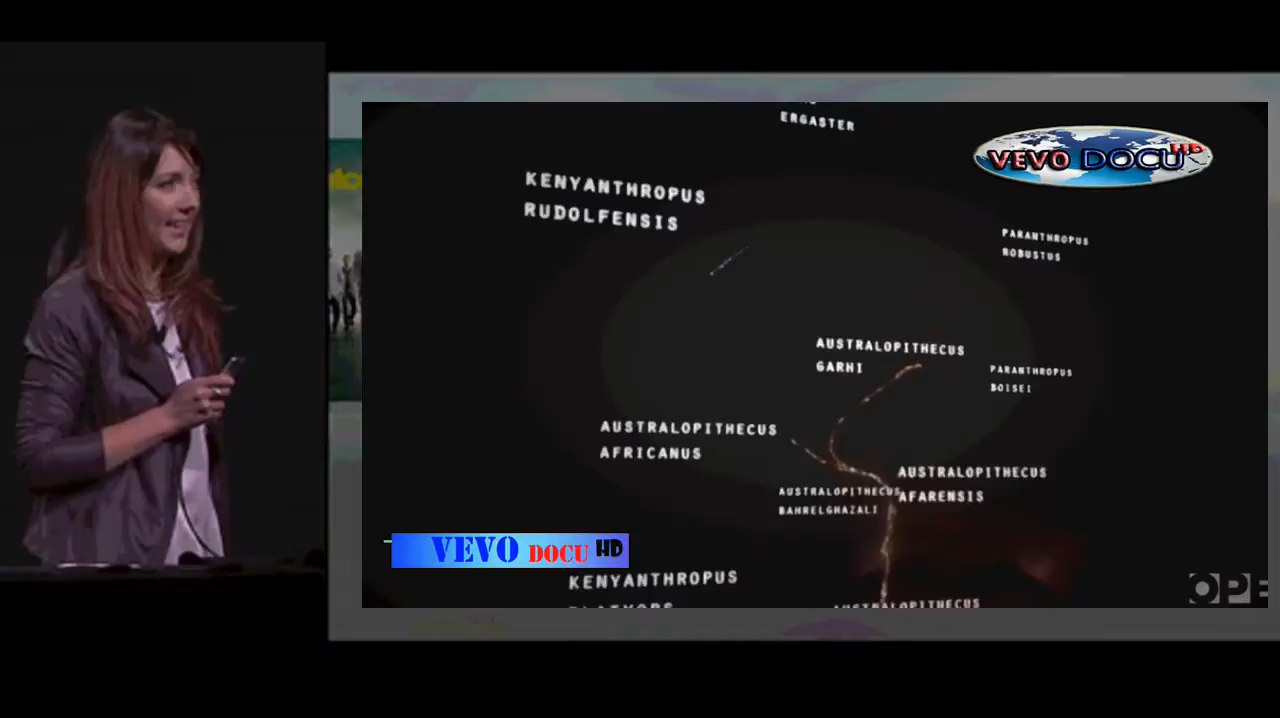 ERGASTER
VEVO DOCU HD
KENYANTHROPUS
RUDOLFENSIS
PARANTHROPUS
ROBUSTUS
AUSTRALOPITHECUS
GARHI
PARANTHROPUS
BOISEI
AUSTRALOPITHECUS
AFRICANUS
AUSTRALOPITHECUS
AFARENSIS
AUSTRALOPITHECUS
BAHRELGHAZALI
VEVO DOCU HD
KENYANTHROPUS
AUSTRALOPITHECUS
OPE